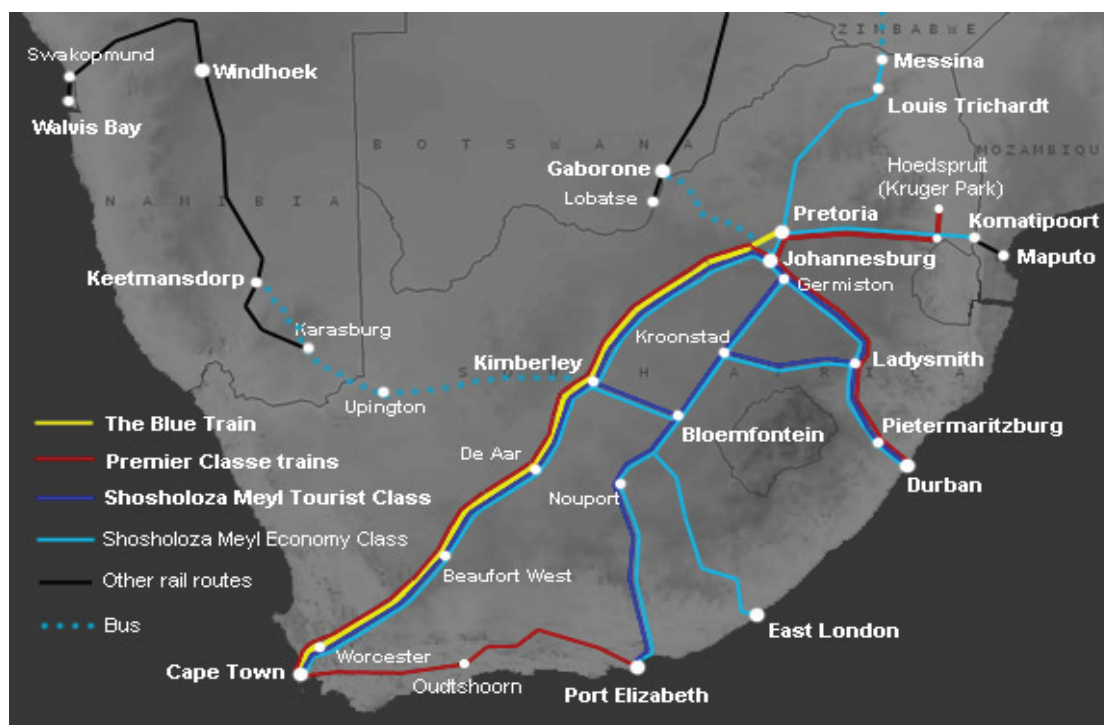 ZIMBABWE
Swakopmund
Messina
Windhoek
Louis Trichardt
Walvis Bay
BOTSWANA
MOZAMBIQU
Hoedspruit
(Kruger Park)
Gaborone
Lobatse
NAMIBIA
Pretoria
Komatipoort
Johannesburg
Maputo
Keetmansdorp
Germiston
Karasburg
Kroonstad
Kimberley
Ladysmith
SOUTH AFRICA
Upington
The Blue Train
Bloemfontein
Pietermaritzburg
De Aar
Premier Classe trains
Durban
Shosholoza Meyl Tourist Class
Nouport
Shosholoza Meyl Economy Class
Other rail routes
Beaufort West
Bus
East London
Worcester
Cape Town
Oudtshoorn
Port Elizabeth